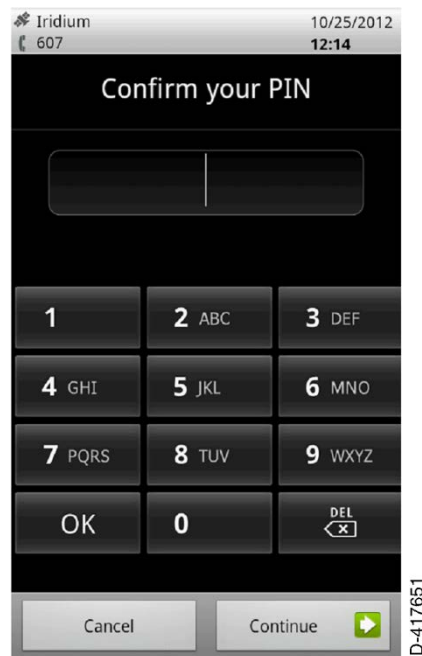 Iridium 10/25/2012
607 12:14
Confirm your PIN
1 2 ABC 3 DEF
4 GHI 5 JKL 6 MNO
7 PQRS 8 TUV 9 WXYZ
OK 0 DEL
Cancel Continue
D-417651